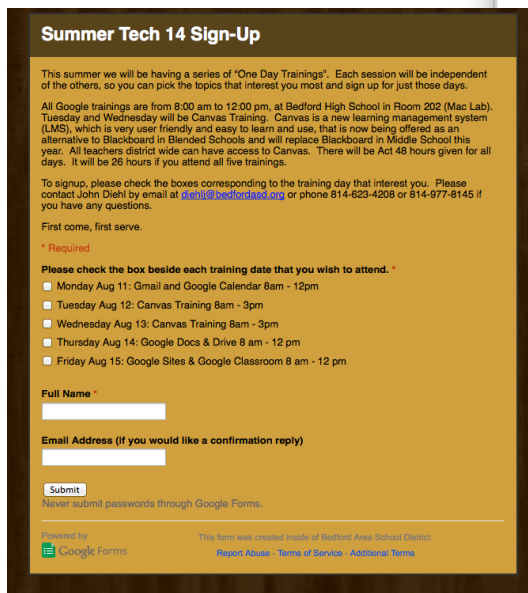 Summer Tech 14 Sign-Up
This summer we will be having a series of "One Day Trainings".  Each session will be independent
of the others, so you can pick the topics that interest you most and sign up for just those days.
All Google trainings are from 8:00 am to 12:00 pm, at Bedford High School in Room 202 (Mac Lab).
Tuesday and Wednesday will be Canvas Training.  Canvas is a new learning management system
(LMS), which is very user friendly and easy to learn and use, that is now being offered as an
alternative to Blackboard in Blended Schools and will replace Blackboard in Middle School this
year.  All teachers district wide can have access to Canvas.  There will be Act 48 hours given for all
days.  It will be 26 hours if you attend all five trainings.
To signup, please check the boxes corresponding to the training day that interest you.  Please
contact John Diehl by email at diehlj@bedfordasd.org or phone 814-623-4208 or 814-977-8145 if
you have any questions.
First come, first serve.
* Required
Please check the box beside each training date that you wish to attend. *
Monday Aug 11: Gmail and Google Calendar 8am - 12pm
Tuesday Aug 12: Canvas Training 8am - 3pm
Wednesday Aug 13: Canvas Training 8am - 3pm
Thursday Aug 14: Google Docs & Drive 8 am - 12 pm
Friday Aug 15: Google Sites & Google Classroom 8 am - 12 pm
Full Name *
Email Address (if you would like a confirmation reply)
Submit
Never submit passwords through Google Forms.
Powered by
Google Forms
This form was created inside of Bedford Area School District.
Report Abuse - Terms of Service - Additional Terms